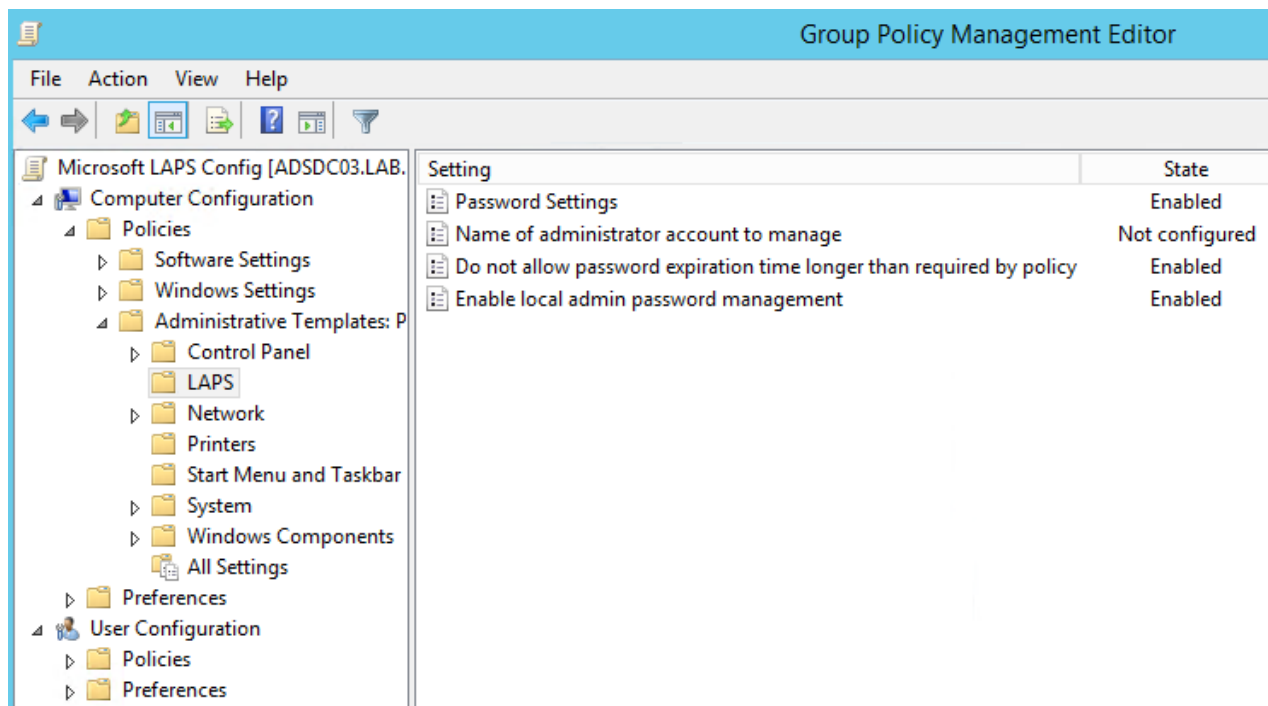 Group Policy Management Editor
File Action View Help
Microsoft LAPS Config [ADSDC03.LAB.
Computer Configuration
Policies
Software Settings
Windows Settings
Administrative Templates: P
Control Panel
LAPS
Network
Printers
Start Menu and Taskbar
System
Windows Components
All Settings
Preferences
User Configuration
Policies
Preferences
Setting State
Password Settings Enabled
Name of administrator account to manage Not configured
Do not allow password expiration time longer than required by policy Enabled
Enable local admin password management Enabled